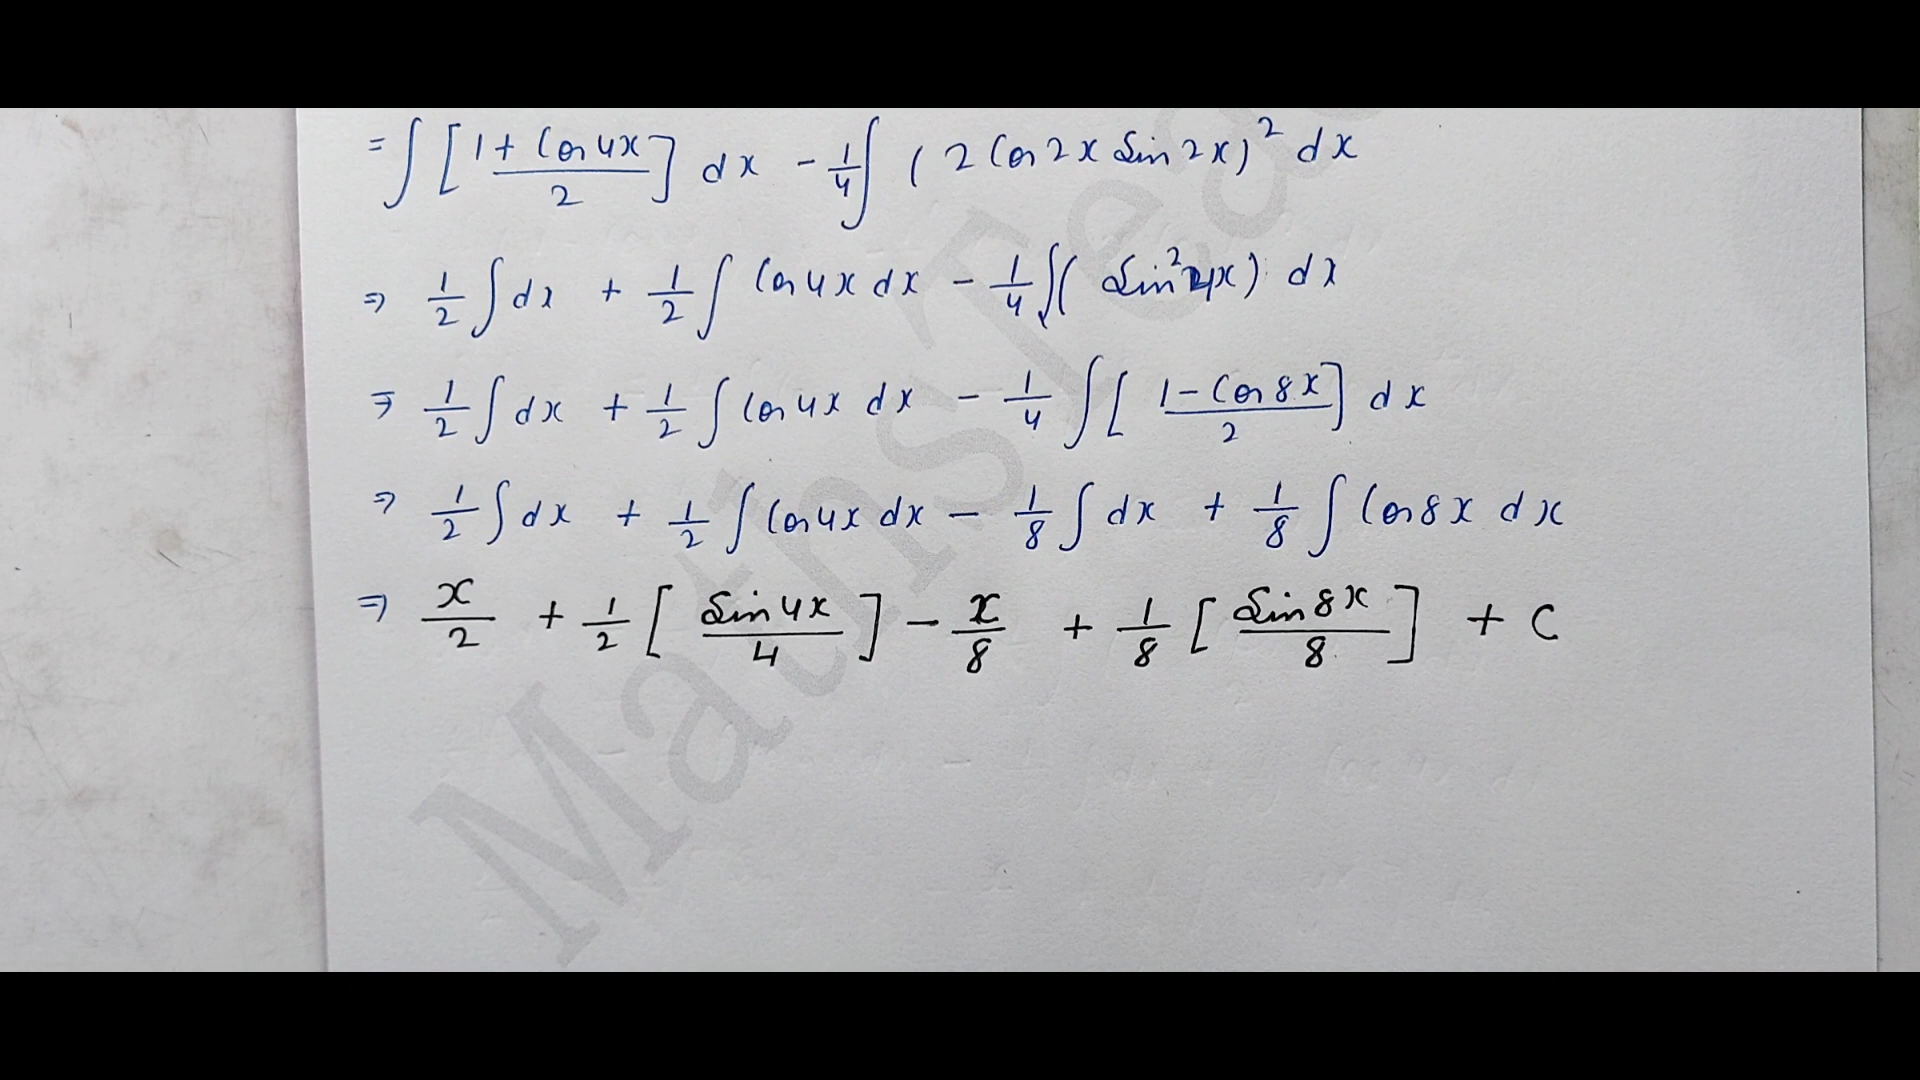 = ∫ [1 + Cos 4x / 2] dx - 1/4 ∫ (2 Cos 2x Sin 2x)² dx
⇒ 1/2 ∫ dx + 1/2 ∫ Cos 4x dx - 1/4 ∫ (Sin² 4x) dx
⇒ 1/2 ∫ dx + 1/2 ∫ Cos 4x dx - 1/4 ∫ [1 - Cos 8x / 2] dx
⇒ 1/2 ∫ dx + 1/2 ∫ Cos 4x dx - 1/8 ∫ dx + 1/8 ∫ Cos 8x dx
⇒ x/2 + 1/2 [Sin 4x / 4] - x/8 + 1/8 [Sin 8x / 8] + C